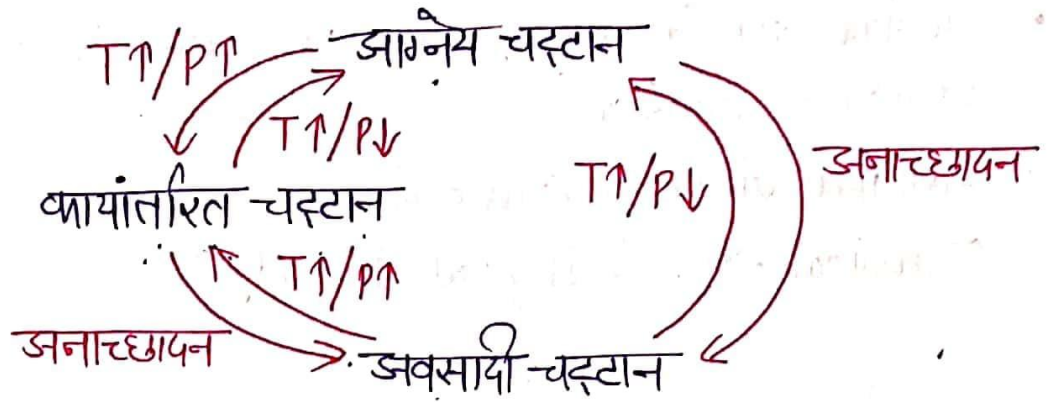 आग्नेय चट्टान
T↑/P↑
T↑/P↓
T↑/P↓
अनाच्छादन
कायांतरित चट्टान
T↑/P↑
अनाच्छादन
अवसादी चट्टान